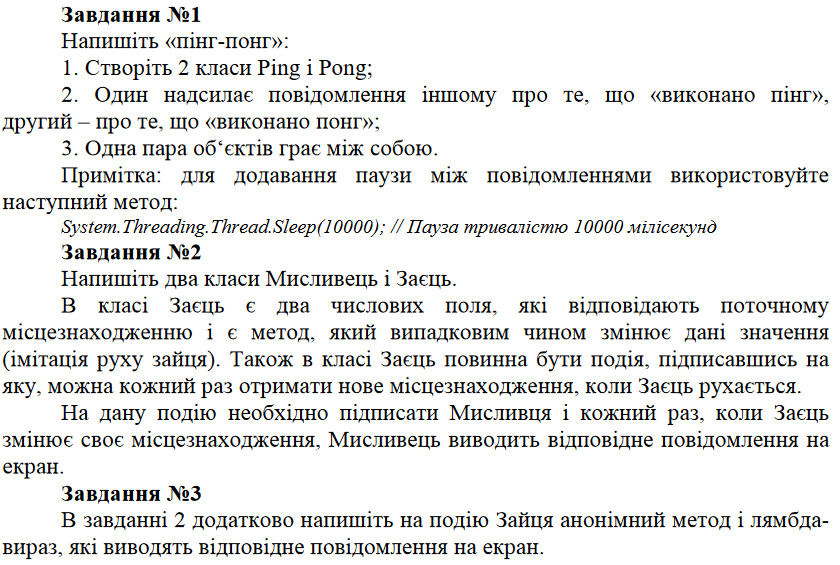 Завдання №1
Напишіть «пінг-понг»:
1. Створіть 2 класи Ping і Pong;
2. Один надсилає повідомлення іншому про те, що «виконано пінг»,
другий – про те, що «виконано понг»;
3. Одна пара об‘єктів грає між собою.
Примітка: для додавання паузи між повідомленнями використовуйте
наступний метод:
System.Threading.Thread.Sleep(10000); // Пауза тривалістю 10000 мілісекунд
Завдання №2
Напишіть два класи Мисливець і Заєць.
В класі Заєць є два числових поля, які відповідають поточному
місцезнаходженню і є метод, який випадковим чином змінює дані значення
(імітація руху зайця). Також в класі Заєць повинна бути подія, підписавшись на
яку, можна кожний раз отримати нове місцезнаходження, коли Заєць рухається.
На дану подію необхідно підписати Мисливця і кожний раз, коли Заєць
змінює своє місцезнаходження, Мисливець виводить відповідне повідомлення на
екран.
Завдання №3
В завданні 2 додатково напишіть на подію Зайця анонімний метод і лямбда-
вираз, які виводять відповідне повідомлення на екран.